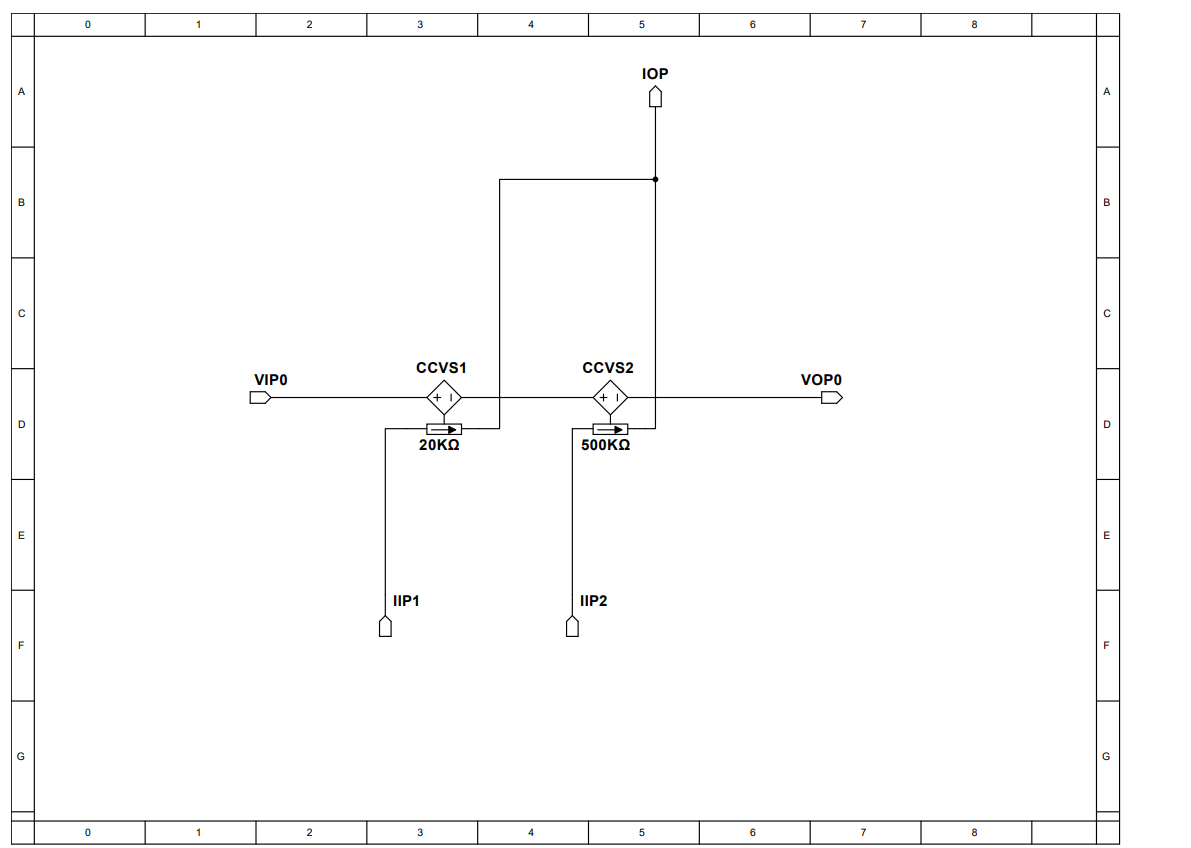 0 1 2 3 4 5 6 7 8
A A
IOP
B B
C C
CCVS1 CCVS2
VIP0 VOP0
+ − + −
D D
20KΩ 500KΩ
E E
IIP1 IIP2
F F
G G
0 1 2 3 4 5 6 7 8